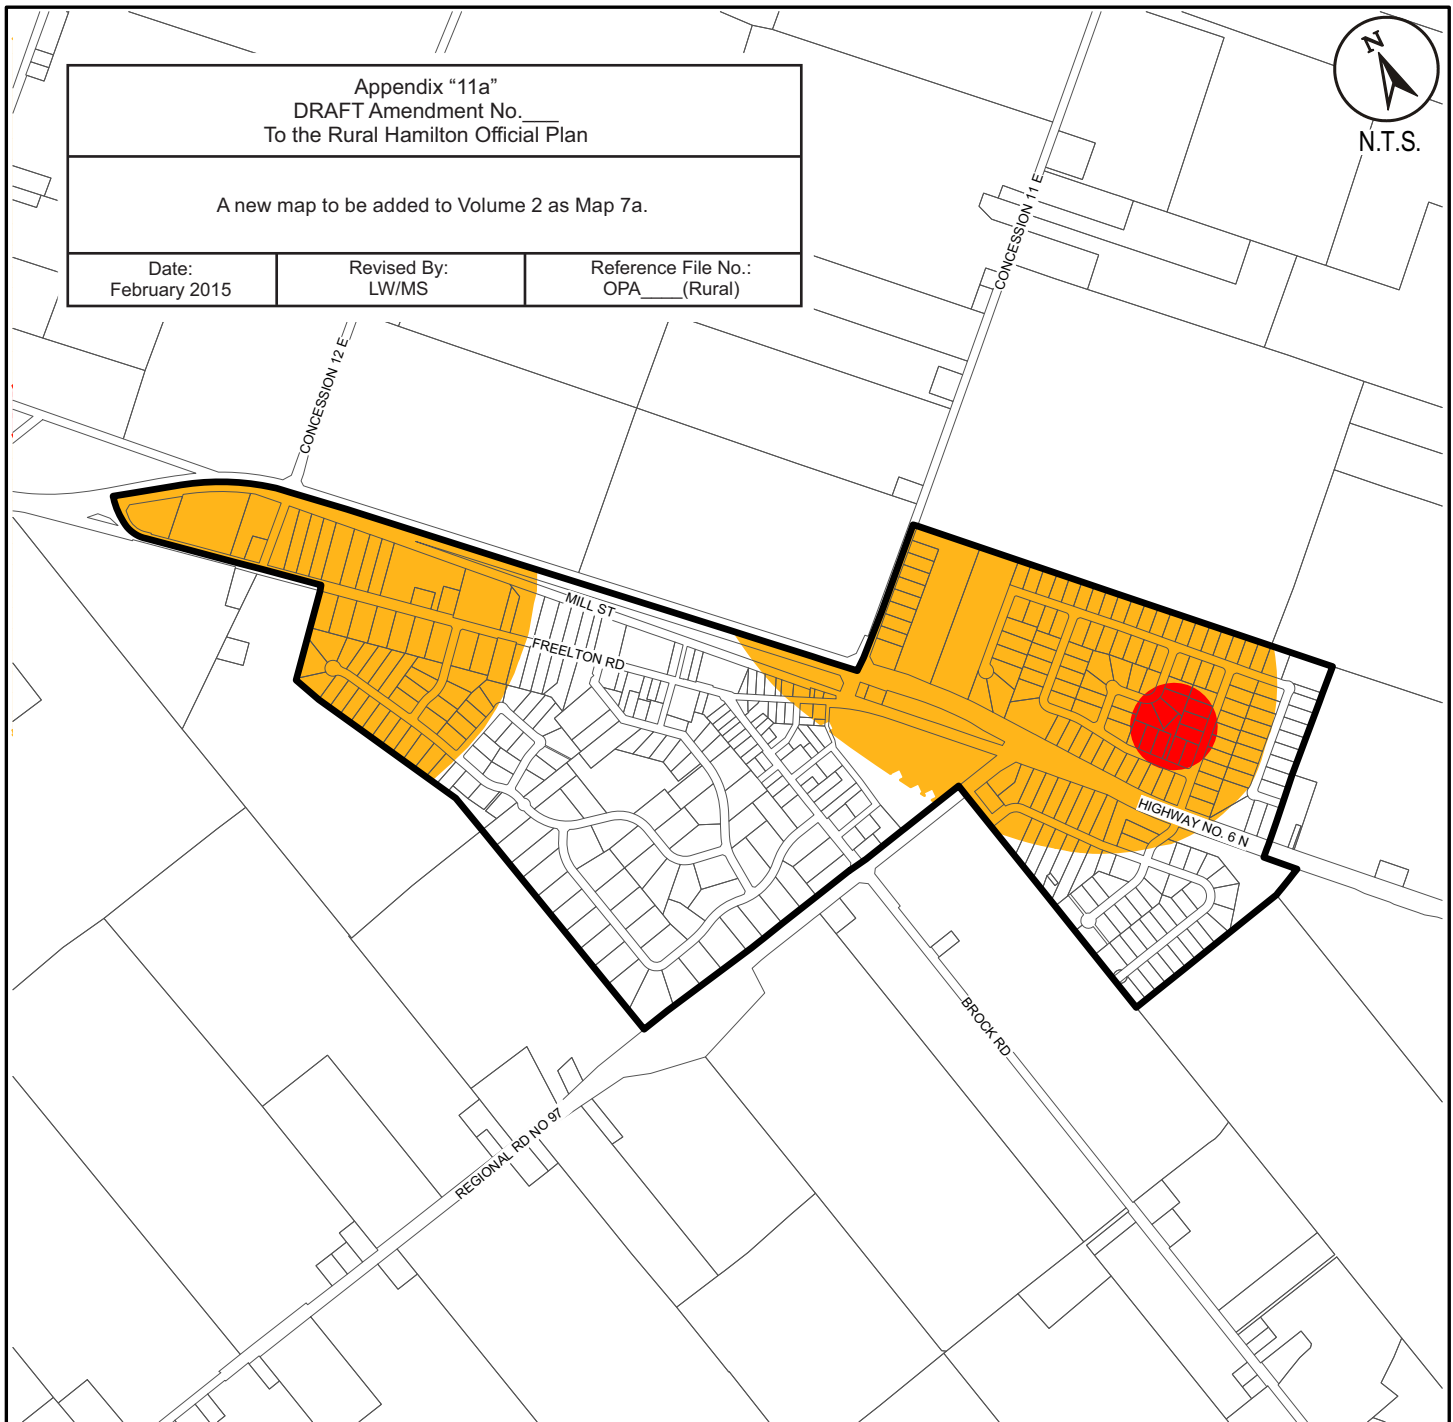 Appendix “11a”
DRAFT Amendment No.___
To the Rural Hamilton Official Plan
A new map to be added to Volume 2 as Map 7a.
Date:
February 2015
Revised By:
LW/MS
Reference File No.:
OPA____(Rural)
N
N.T.S.
CONCESSION 11 E
CONCESSION 12 E
MILL ST
FREELTON RD
HIGHWAY NO. 6 N
BROCK RD
REGIONAL RD NO 97